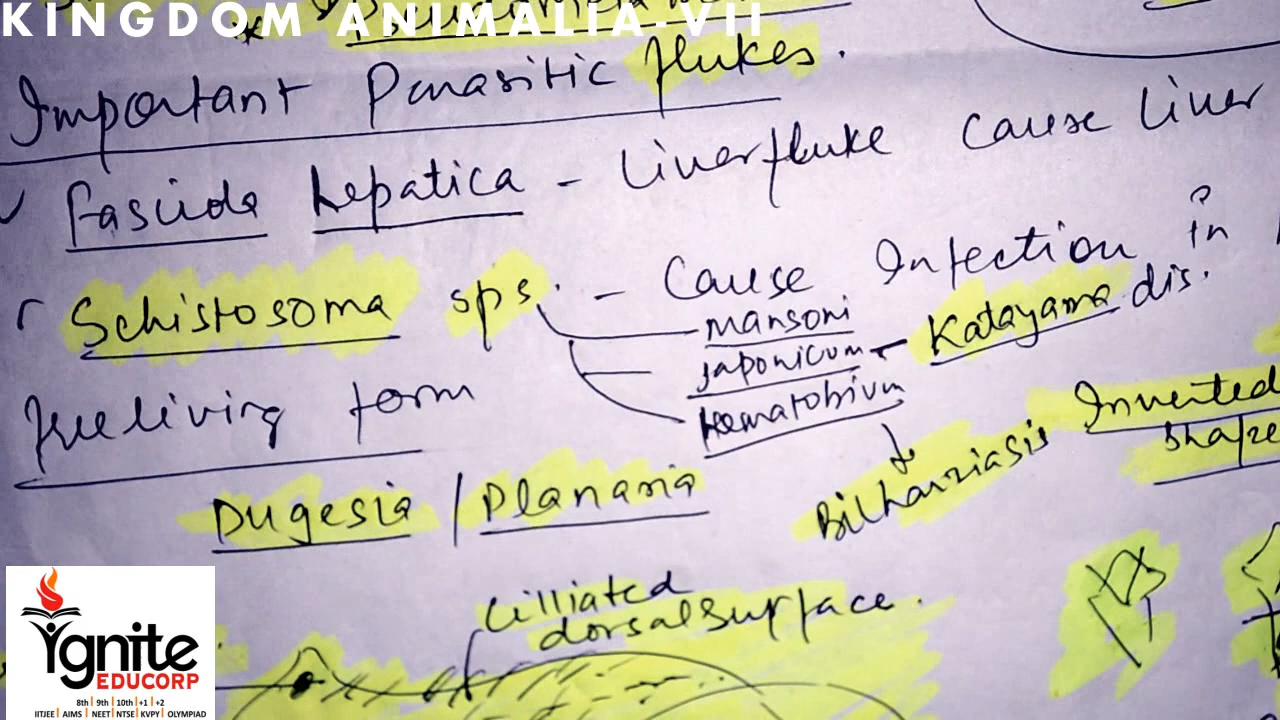 KINGDOM ANIMALIA-VII
Important Parasitic flukes.
Fasciola hepatica - Liverfluke cause Liver
Schistosoma sps. - Cause Infection in
mansoni
japonicum - Katayama dis.
Hematobium
Bilharziasis
Inverted
shape
free living form
Dugesia / Planaria
Cilliated
dorsal surface.
Ygnite
EDUCORP
8th | 9th | 10th | +1 | +2
IITJEE | AIMS | NEET | NTSE | KVPY | OLYMPIAD